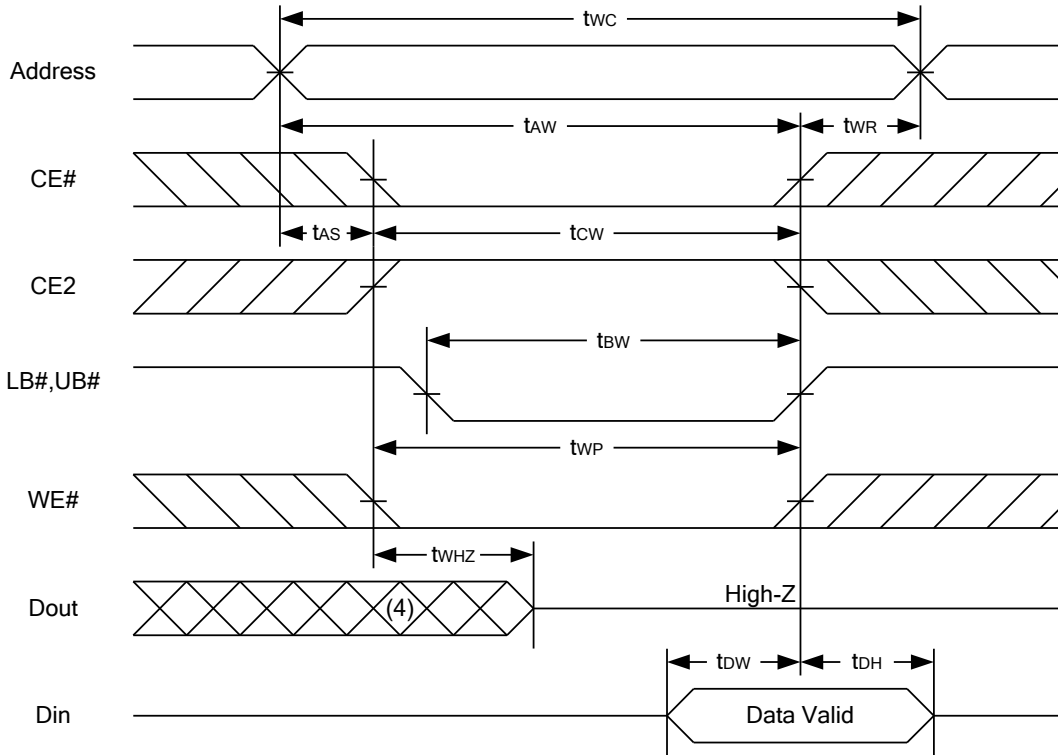 tWC
Address
tAW
tWR
CE#
tAS
tCW
CE2
tBW
LB#,UB#
tWP
WE#
tWHZ
Dout
(4)
High-Z
tDW
tDH
Din
Data Valid